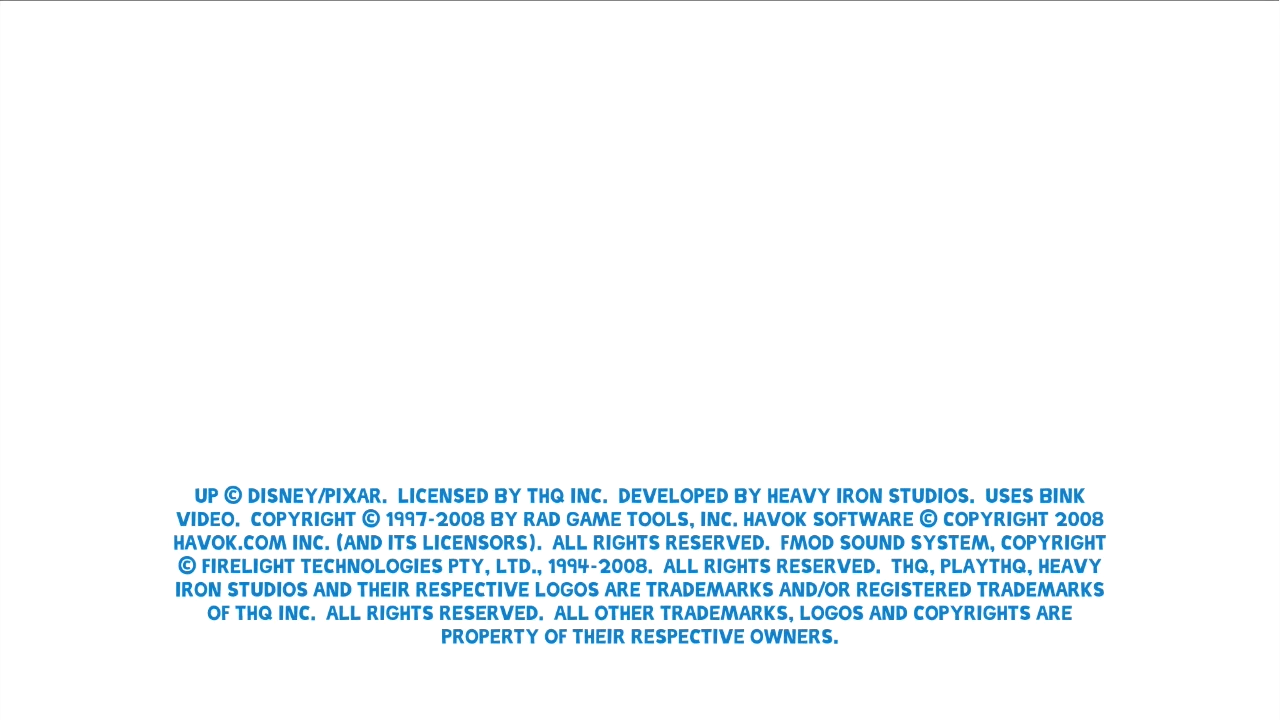 UP © DISNEY/PIXAR.  LICENSED BY THQ INC.  DEVELOPED BY HEAVY IRON STUDIOS.  USES BINK
VIDEO.  COPYRIGHT © 1997-2008 BY RAD GAME TOOLS, INC. HAVOK SOFTWARE © COPYRIGHT 2008
HAVOK.COM INC. (AND ITS LICENSORS).  ALL RIGHTS RESERVED.  FMOD SOUND SYSTEM, COPYRIGHT
© FIRELIGHT TECHNOLOGIES PTY, LTD., 1994-2008.  ALL RIGHTS RESERVED.  THQ, PLAYTHQ, HEAVY
IRON STUDIOS AND THEIR RESPECTIVE LOGOS ARE TRADEMARKS AND/OR REGISTERED TRADEMARKS
OF THQ INC.  ALL RIGHTS RESERVED.  ALL OTHER TRADEMARKS, LOGOS AND COPYRIGHTS ARE
PROPERTY OF THEIR RESPECTIVE OWNERS.